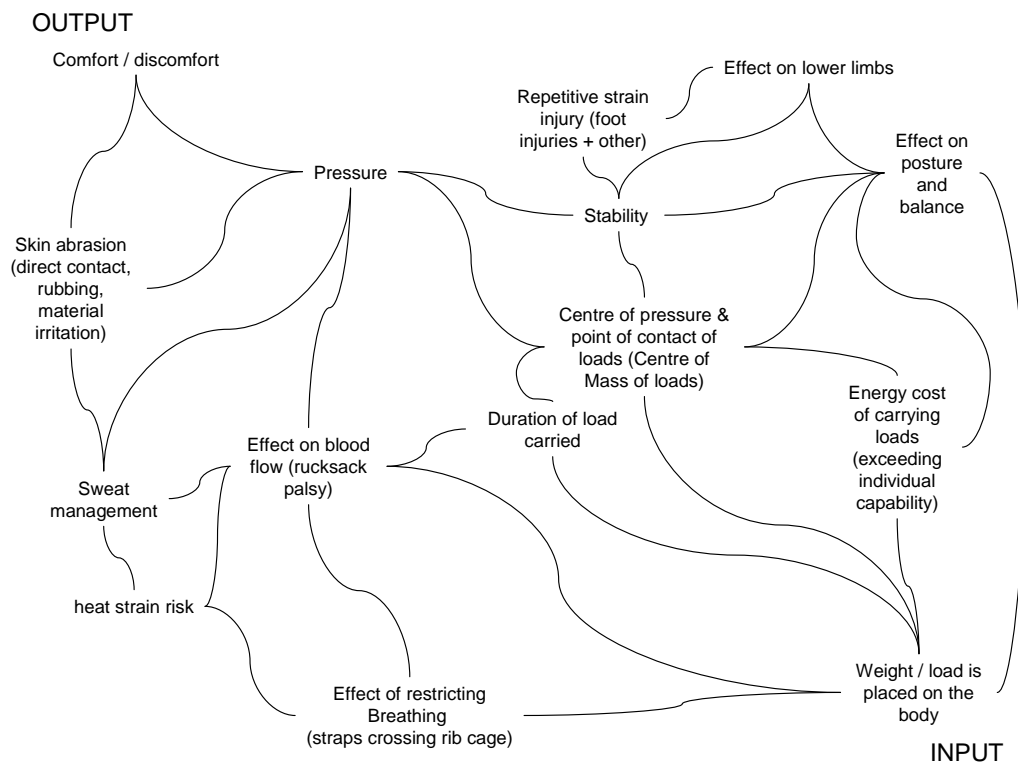 OUTPUT
Comfort / discomfort
Effect on lower limbs
Repetitive strain
injury (foot
injuries + other)
Effect on
posture
and
balance
Pressure
Stability
Skin abrasion
(direct contact,
rubbing,
material
irritation)
Centre of pressure &
point of contact of
loads (Centre of
Mass of loads)
Energy cost
of carrying
loads
(exceeding
individual
capability)
Duration of load
carried
Effect on blood
flow (rucksack
palsy)
Sweat
management
heat strain risk
Effect of restricting
Breathing
(straps crossing rib cage)
Weight / load is
placed on the
body
INPUT